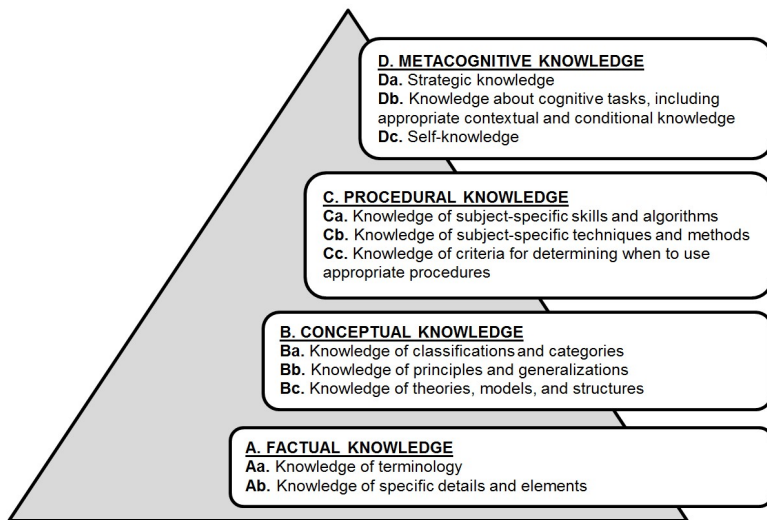 D. METACOGNITIVE KNOWLEDGE
Da. Strategic knowledge
Db. Knowledge about cognitive tasks, including
appropriate contextual and conditional knowledge
Dc. Self-knowledge
C. PROCEDURAL KNOWLEDGE
Ca. Knowledge of subject-specific skills and algorithms
Cb. Knowledge of subject-specific techniques and methods
Cc. Knowledge of criteria for determining when to use
appropriate procedures
B. CONCEPTUAL KNOWLEDGE
Ba. Knowledge of classifications and categories
Bb. Knowledge of principles and generalizations
Bc. Knowledge of theories, models, and structures
A. FACTUAL KNOWLEDGE
Aa. Knowledge of terminology
Ab. Knowledge of specific details and elements